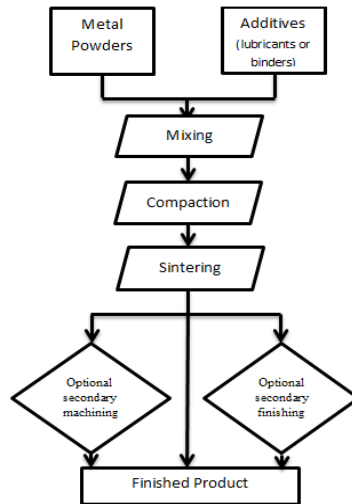 Metal
Powders
Additives
(lubricants or
binders)
Mixing
Compaction
Sintering
Optional
secondary
machining
Optional
secondary
finishing
Finished Product